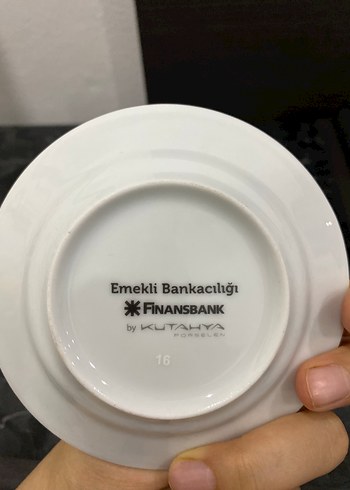 Emekli Bankacılığı
FINANSBANK
by KUTAHYA
PORSELEN
16